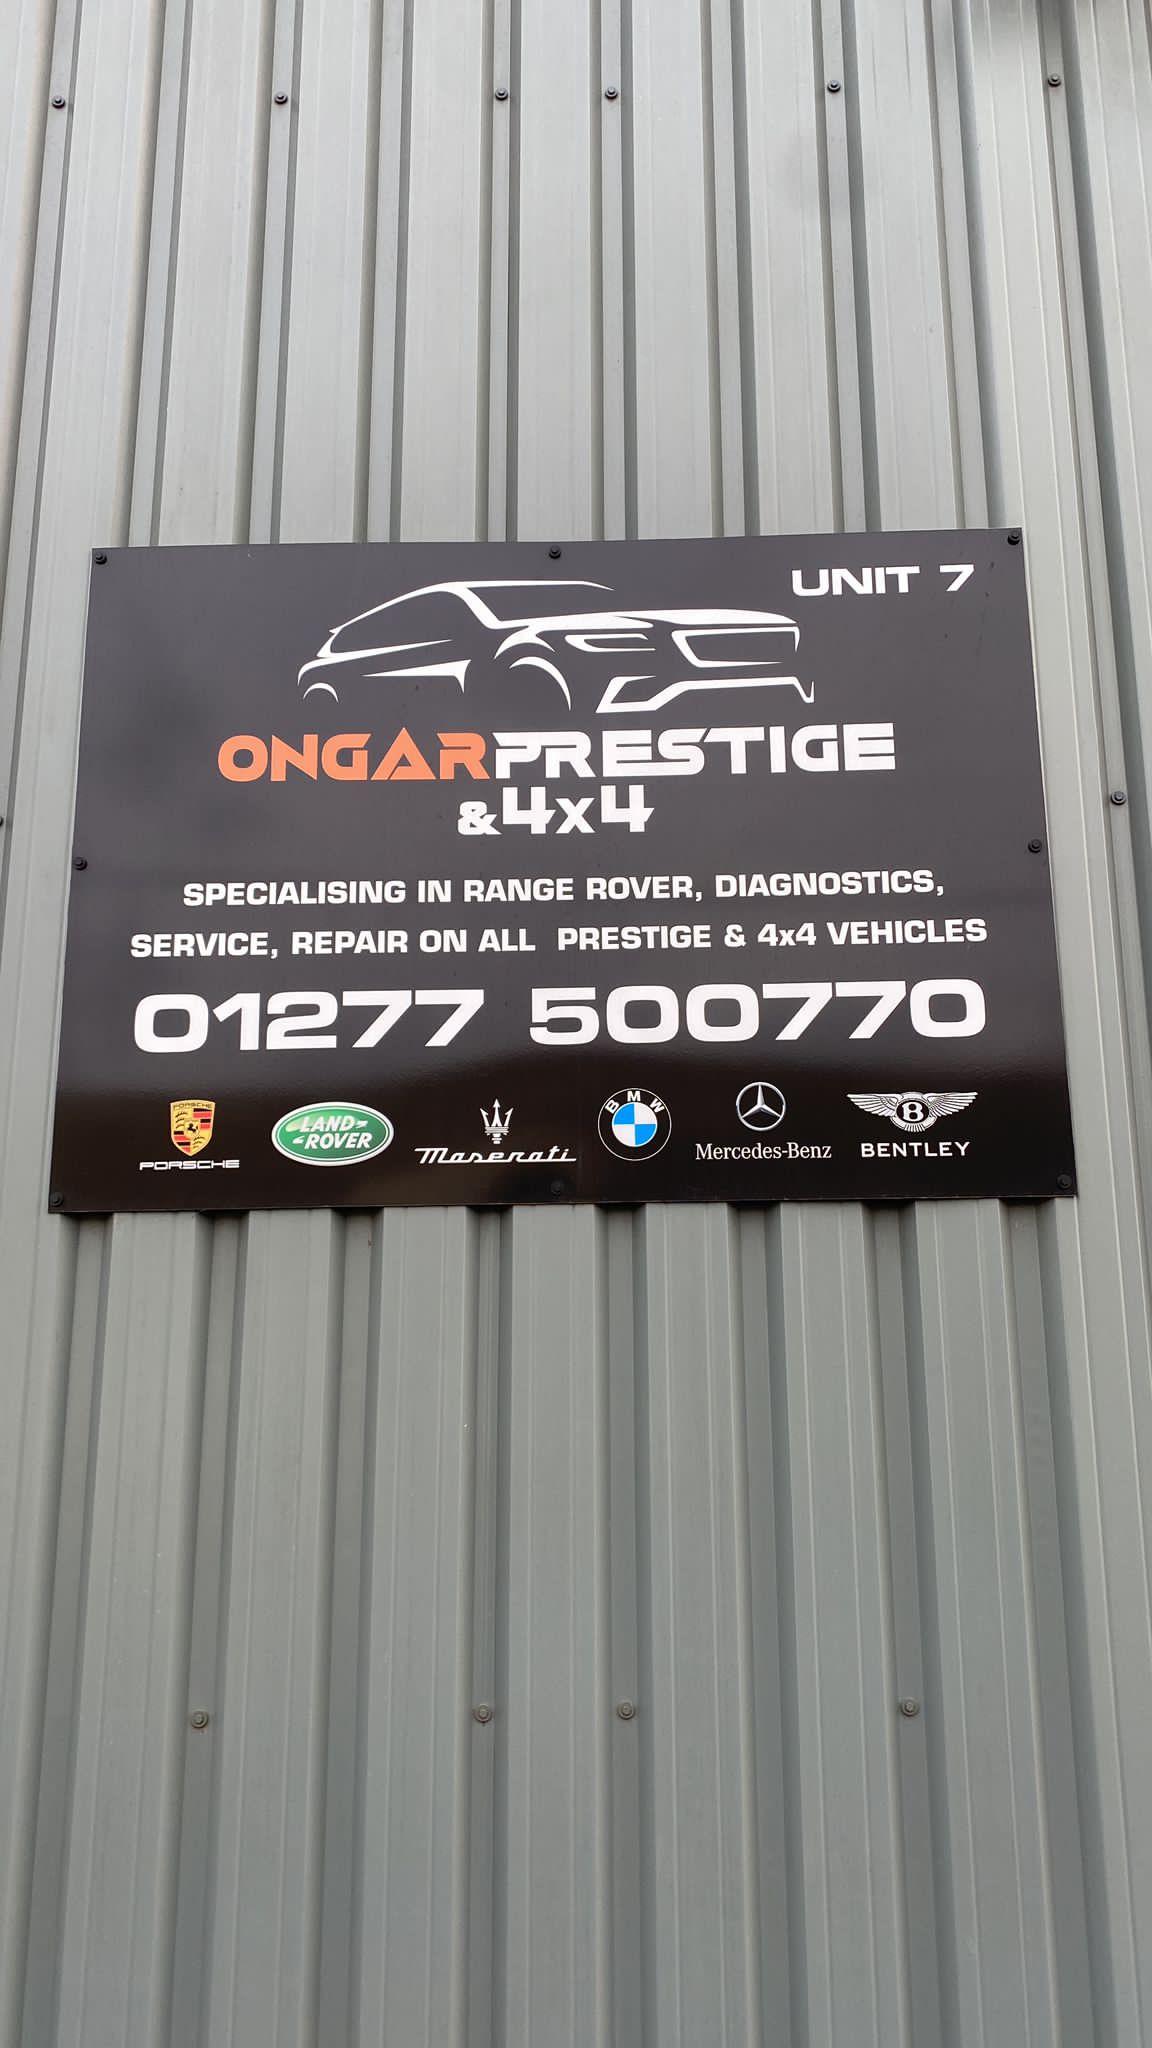 UNIT 7
ONGARPRESTIGE
&4x4
SPECIALISING IN RANGE ROVER, DIAGNOSTICS,
SERVICE, REPAIR ON ALL PRESTIGE & 4x4 VEHICLES
01277 500770
PORSCHE
PORSCHE
LAND ROVER
Maserati
BMW
Mercedes-Benz
B
BENTLEY